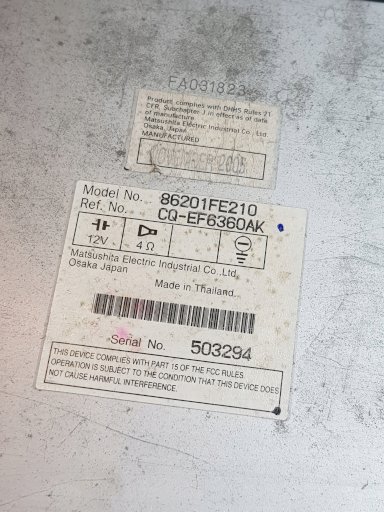 EA031823
Product complies with DHHS Rules 21
CFR, Subchapter J in effect as of date
of manufacture.
Matsushita Electric Industrial Co., Ltd.
Osaka, Japan
MANUFACTURED
2005
Model No. 86201FE210
Ref. No. CQ-EF6360AK
12V 4 Ω
Matsushita Electric Industrial Co.,Ltd.
Osaka Japan
Made in Thailand.
Serial No. 503294
THIS DEVICE COMPLIES WITH PART 15 OF THE FCC RULES.
OPERATION IS SUBJECT TO THE CONDITION THAT THIS DEVICE DOES
NOT CAUSE HARMFUL INTERFERENCE.